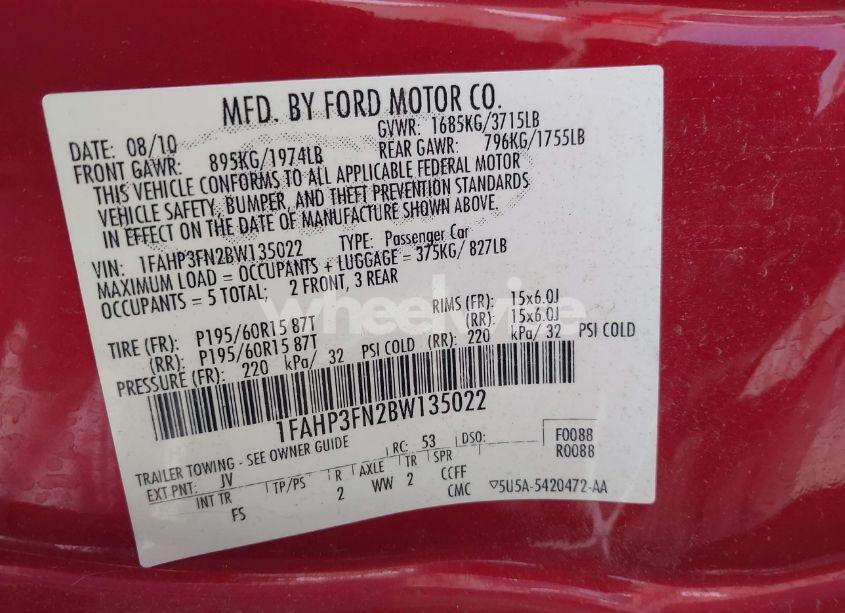 MFD. BY FORD MOTOR CO.
DATE: 08/10 GVWR: 1685KG/3715LB
FRONT GAWR: 895KG/1974LB REAR GAWR: 796KG/1755LB
THIS VEHICLE CONFORMS TO ALL APPLICABLE FEDERAL MOTOR
VEHICLE SAFETY, BUMPER, AND THEFT PREVENTION STANDARDS
IN EFFECT ON THE DATE OF MANUFACTURE SHOWN ABOVE.
VIN: 1FAHP3FN2BW135022 TYPE: Passenger Car
MAXIMUM LOAD = OCCUPANTS + LUGGAGE = 375KG/ 827LB
OCCUPANTS = 5 TOTAL: 2 FRONT, 3 REAR
wheelwise
TIRE (FR): P195/60R15 87T RIMS (FR): 15x6.0J
(RR): P195/60R15 87T (RR): 15x6.0J
PRESSURE (FR): 220 kPa/ 32 PSI COLD (RR): 220 kPa/ 32 PSI COLD
1FAHP3FN2BW135022
TRAILER TOWING - SEE OWNER GUIDE RC: 53 DSO: F0088
R0088
EXT PNT: JV INT TR TP/PS R AXLE TR SPR
FS 2 WW 2 CCFF
CMC ▽5U5A-5420472-AA